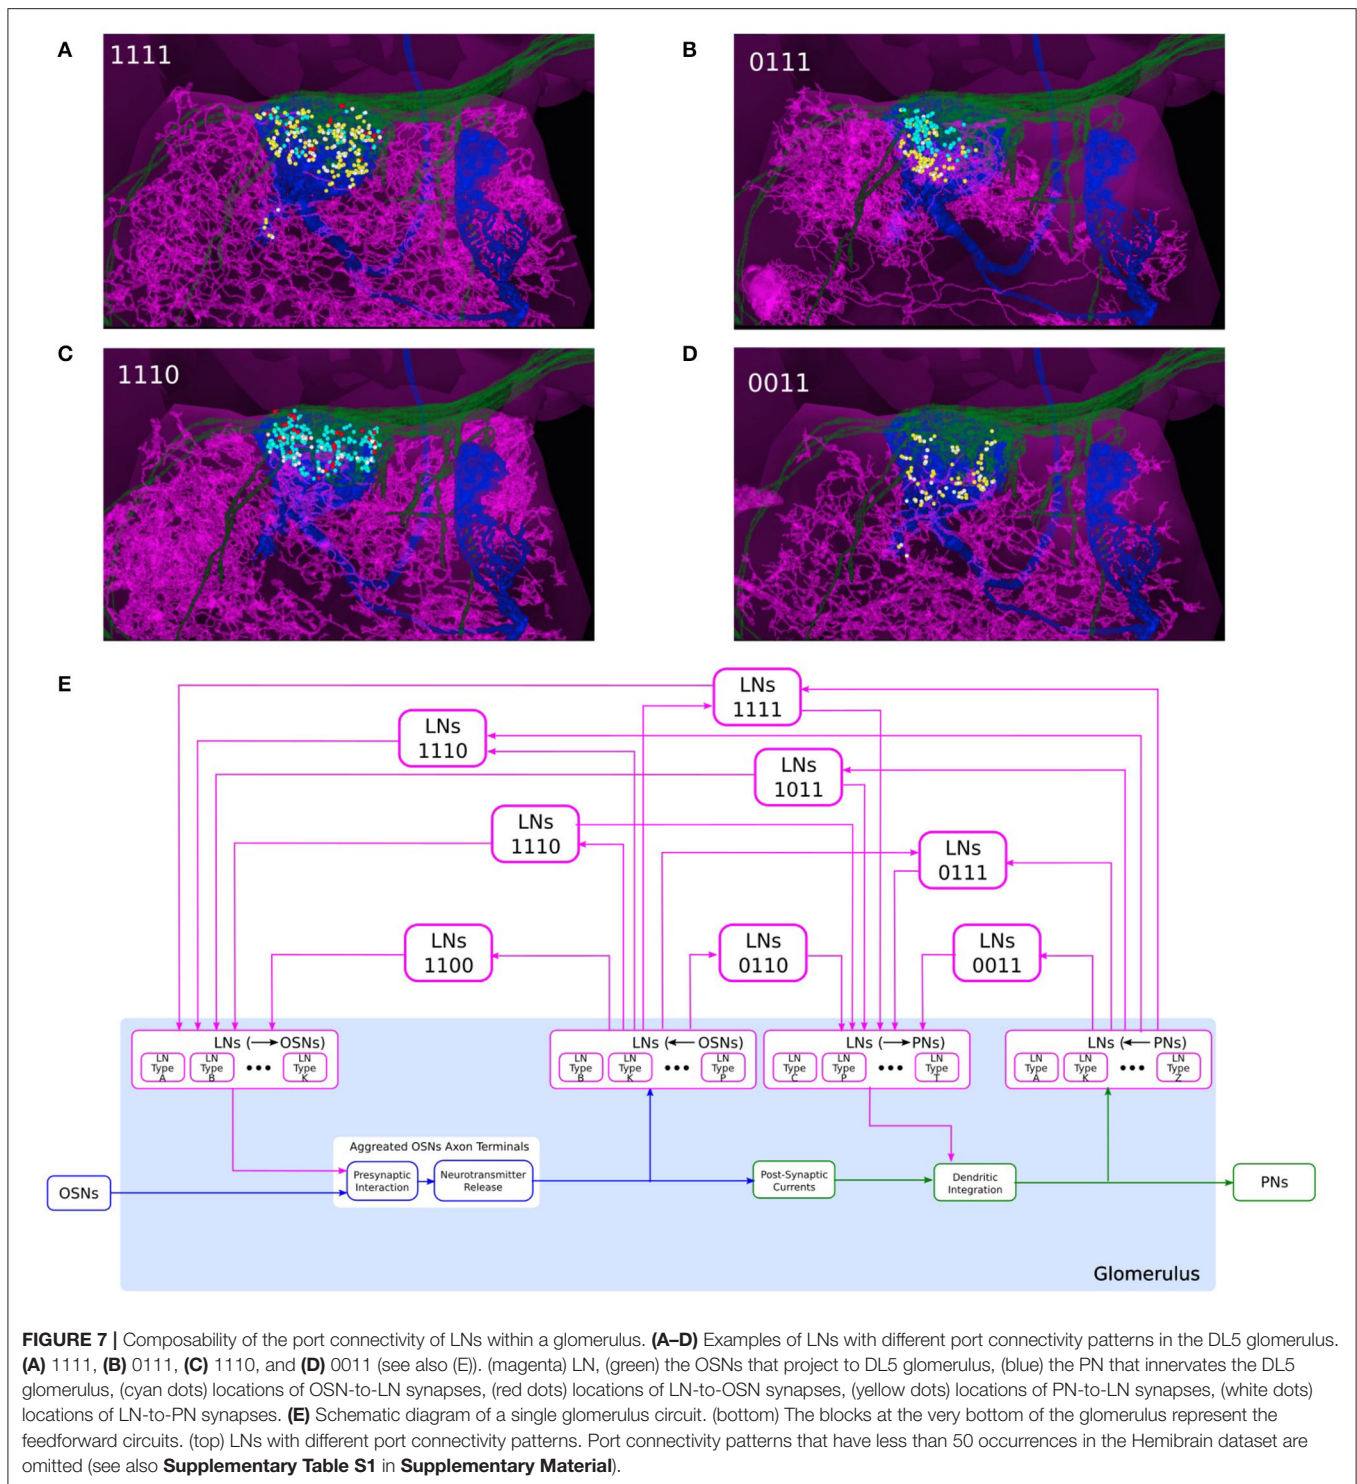 A
1111
B
0111
C
1110
D
0011
E
LNs
1111
LNs
1110
LNs
1011
LNs
1110
LNs
0111
LNs
1100
LNs
0110
LNs
0011
LNs (→OSNs)
LN
Type
A
LN
Type
B
•••
LN
Type
K
LNs (←OSNs)
LN
Type
B
LN
Type
K
•••
LN
Type
P
LNs (→PNs)
LN
Type
C
LN
Type
P
•••
LN
Type
T
LNs (←PNs)
LN
Type
A
LN
Type
K
•••
LN
Type
Z
Aggreated OSNs Axon Terminals
OSNs
Presynaptic
Interaction
Neurotransmitter
Release
Post-Synaptic
Currents
Dendritic
Integration
PNs
Glomerulus
FIGURE 7 | Composability of the port connectivity of LNs within a glomerulus. (A–D) Examples of LNs with different port connectivity patterns in the DL5 glomerulus.
(A) 1111, (B) 0111, (C) 1110, and (D) 0011 (see also (E)). (magenta) LN, (green) the OSNs that project to DL5 glomerulus, (blue) the PN that innervates the DL5
glomerulus, (cyan dots) locations of OSN-to-LN synapses, (red dots) locations of LN-to-OSN synapses, (yellow dots) locations of PN-to-LN synapses, (white dots)
locations of LN-to-PN synapses. (E) Schematic diagram of a single glomerulus circuit. (bottom) The blocks at the very bottom of the glomerulus represent the
feedforward circuits. (top) LNs with different port connectivity patterns. Port connectivity patterns that have less than 50 occurrences in the Hemibrain dataset are
omitted (see also Supplementary Table S1 in Supplementary Material).